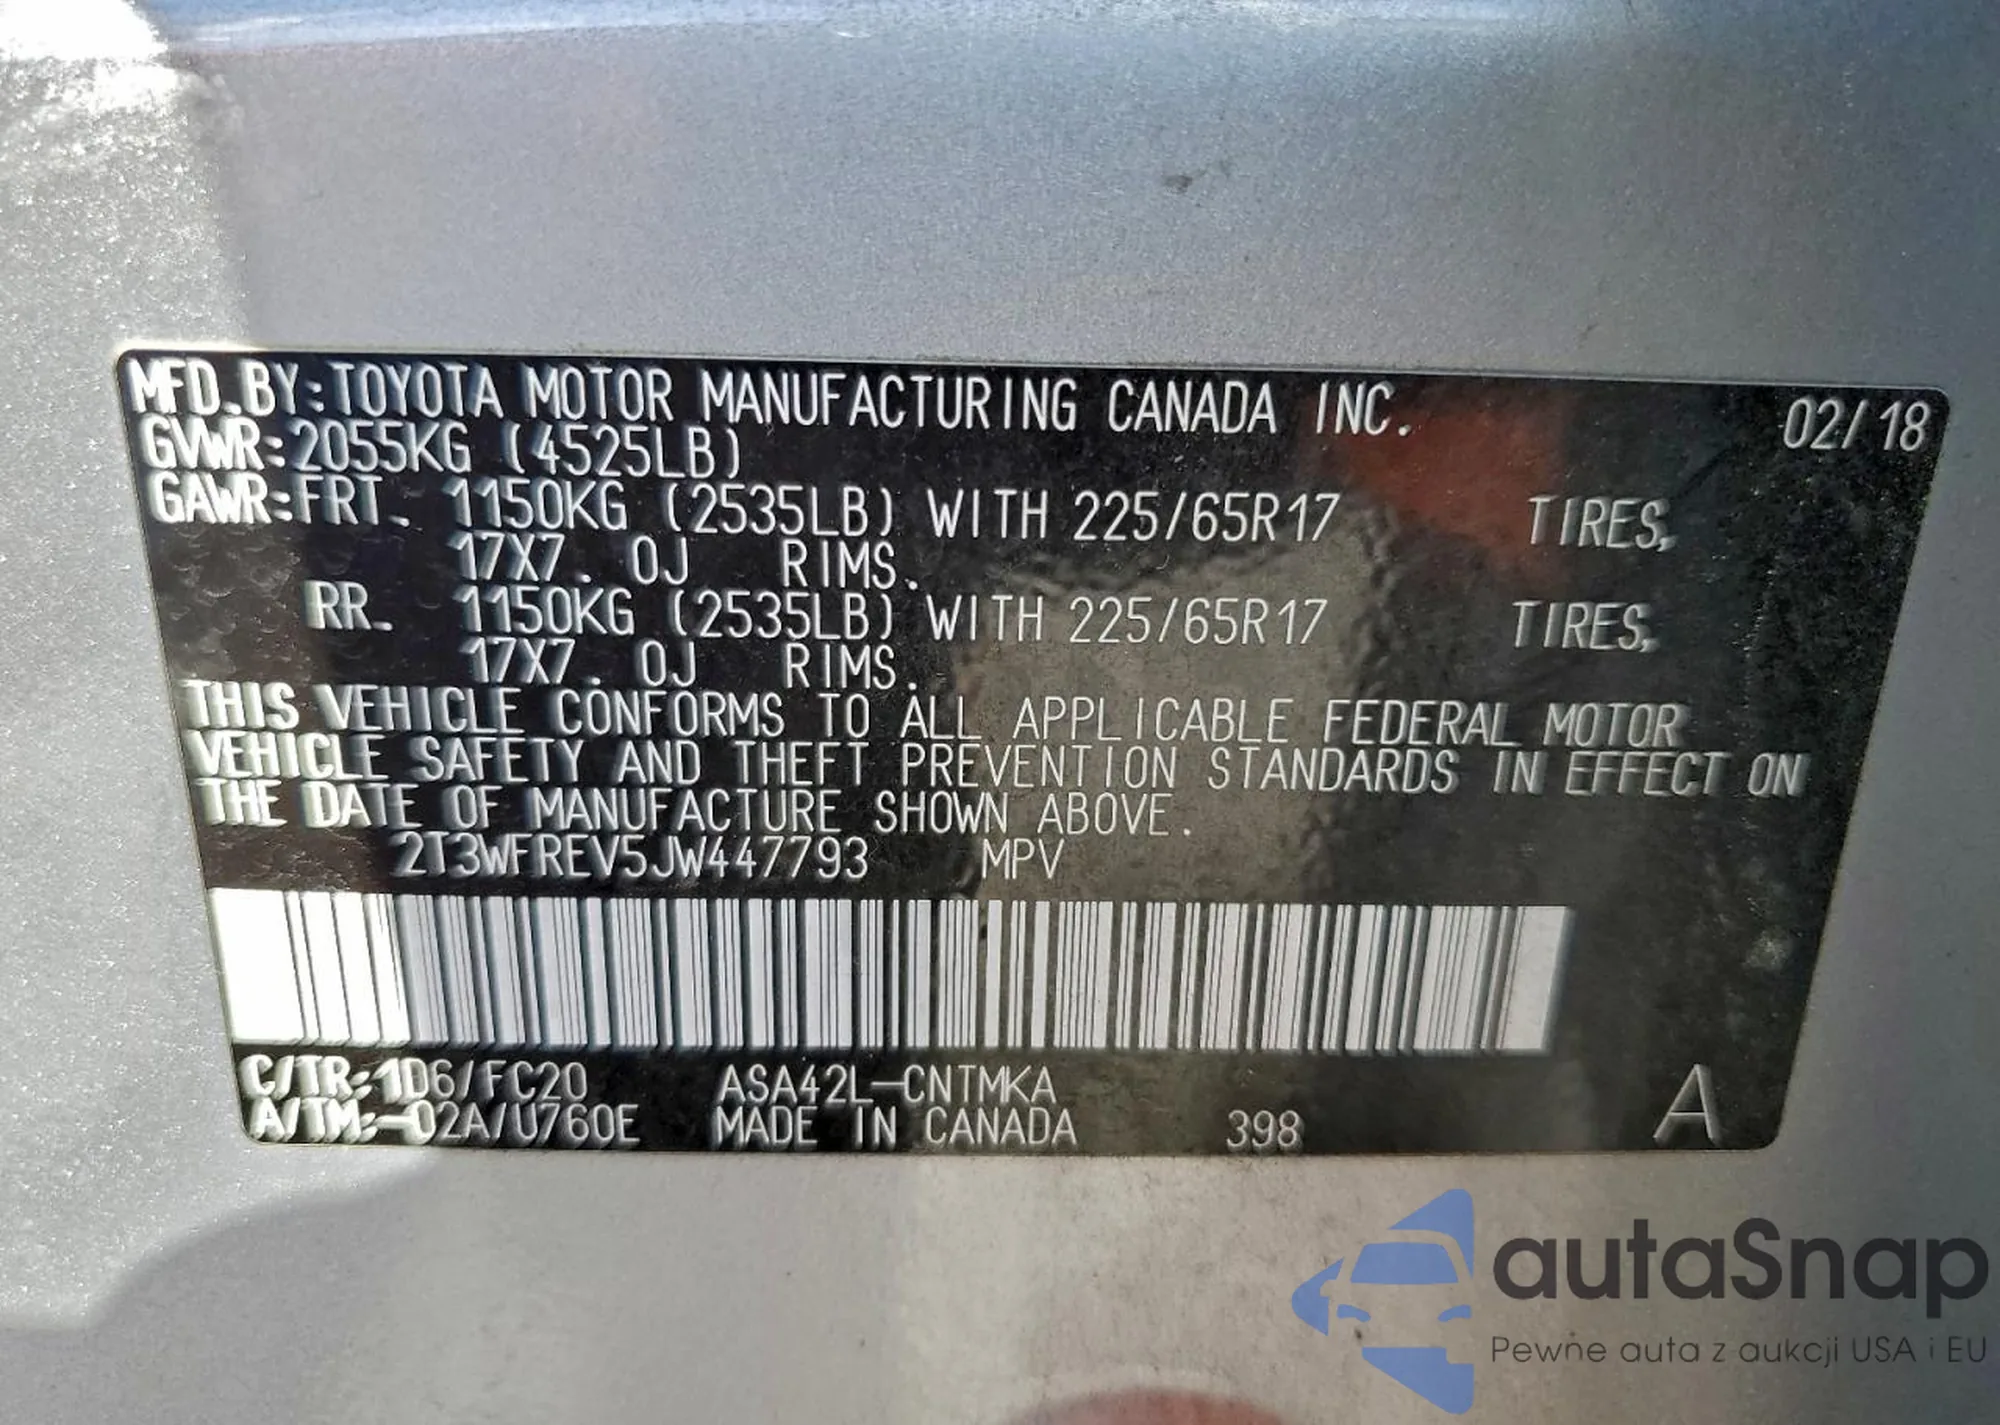 MFD.BY:TOYOTA MOTOR MANUFACTURING CANADA INC. 02/18
GVWR:2055KG (4525LB)
GAWR:FRT. 1150KG (2535LB) WITH 225/65R17 TIRES,
17X7.0J RIMS.
RR. 1150KG (2535LB) WITH 225/65R17 TIRES,
17X7.0J RIMS.
THIS VEHICLE CONFORMS TO ALL APPLICABLE FEDERAL MOTOR
VEHICLE SAFETY AND THEFT PREVENTION STANDARDS IN EFFECT ON
THE DATE OF MANUFACTURE SHOWN ABOVE.
2T3WFREV5JW447793 MPV
C/TR:1D6/FC20 ASA42L-CNTMKA A
A/TM:-02A/U760E MADE IN CANADA 398
autaSnap
Pewne auta z aukcji USA i EU